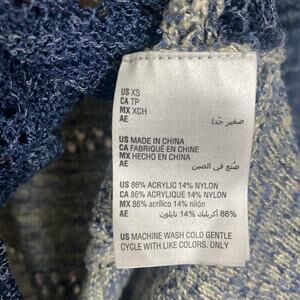 US XS
CA TP
MX XCH
AE صغير جدا
US MADE IN CHINA
CA FABRIQUÉ EN CHINE
MX HECHO EN CHINA
AE صنع في الصين
US 86% ACRYLIC 14% NYLON
CA 86% ACRYLIQUE 14% NYLON
MX 86% acrílico 14% nilón
AE 86% أكريليك 14% نايلون
US MACHINE WASH COLD GENTLE
CYCLE WITH LIKE COLORS. ONLY